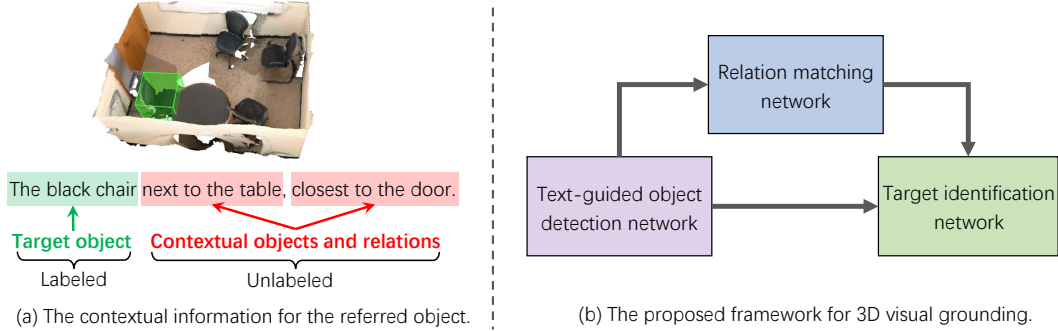 The black chair next to the table, closest to the door.
Target object
Contextual objects and relations
Labeled
Unlabeled
(a) The contextual information for the referred object.
Relation matching
network
Text-guided object
detection network
Target identification
network
(b) The proposed framework for 3D visual grounding.